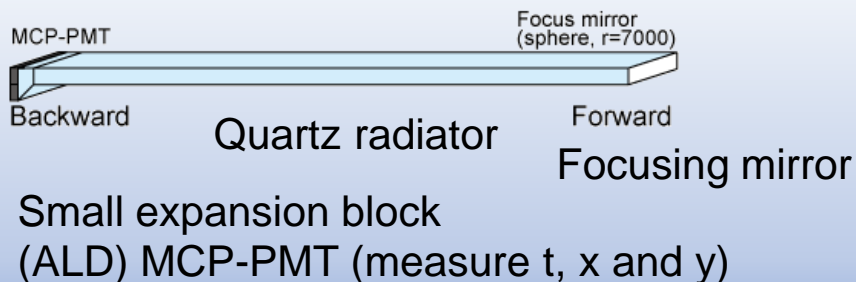 MCP-PMT
Focus mirror
(sphere, r=7000)
Backward
Forward
Quartz radiator
Focusing mirror
Small expansion block
(ALD) MCP-PMT (measure t, x and y)